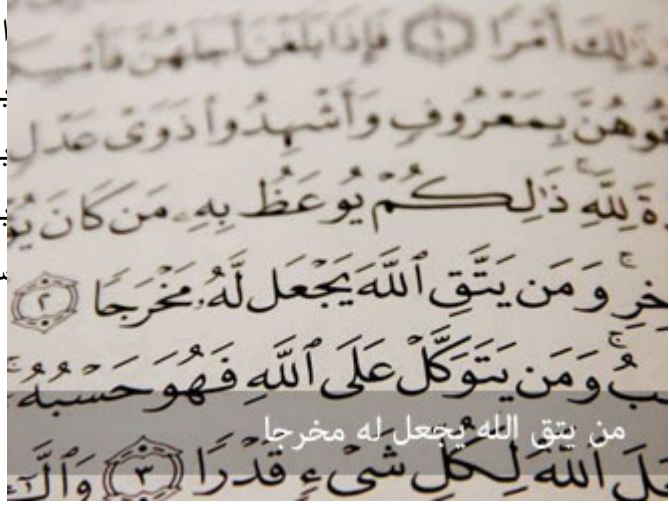 ذَٰلِكَ أَمْرًا ۝١ فَإِذَا بَلَغْنَ أَجَلَهُنَّ
بِمَعْرُوفٍ وَأَشْهِدُوا۟ ذَوَىْ عَدْلٍ
لِلَّهِ ذَٰلِكُمْ يُوعَظُ بِهِۦ مَن كَانَ
وَمَن يَتَّقِ ٱللَّهَ يَجْعَل لَّهُۥ مَخْرَجًا ۝٢
وَمَن يَتَوَكَّلْ عَلَى ٱللَّهِ فَهُوَ حَسْبُهُۥٓ
من يتق الله يجعل له مخرجا
ٱللَّهُ لِكُلِّ شَىْءٍ قَدْرًا ۝٣